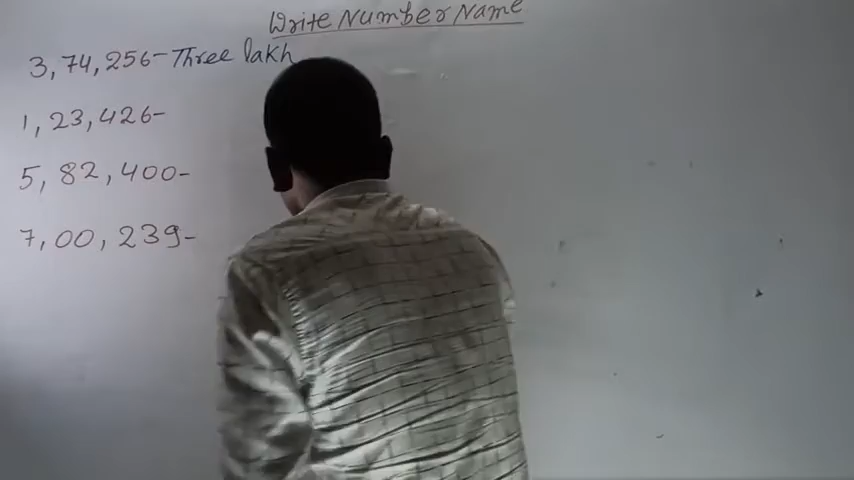 Write Number Name
3,74,256-Three lakh
1,23,426-
5,82,400-
7,00,239-